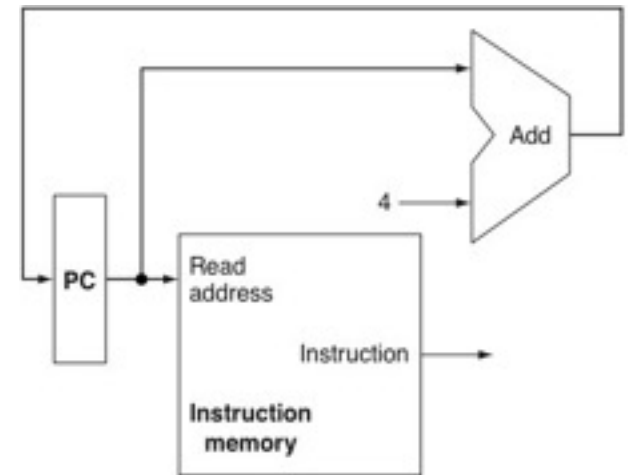 Add
4
PC
Read
address
Instruction
Instruction
memory